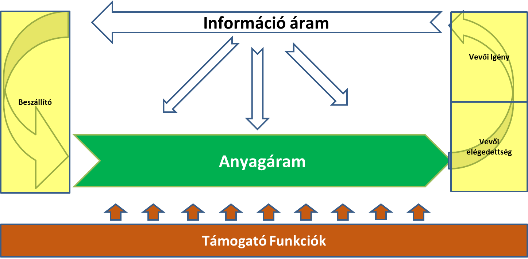 Információ áram
Vevői Igény
Beszállító
Vevői
elégedettség
Anyagáram
Támogató Funkciók